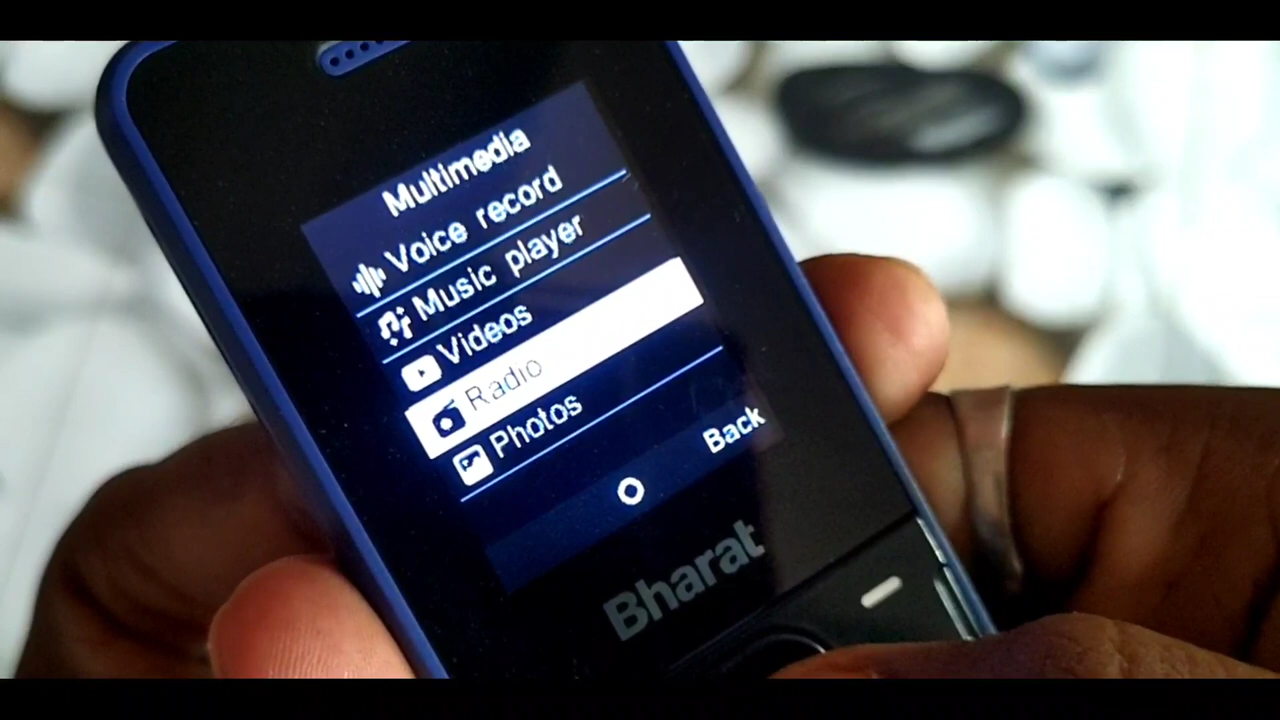 Multimedia
Voice record
Music player
Videos
Radio
Photos
Back
Bharat